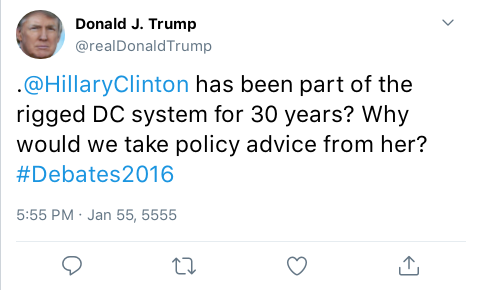 Donald J. Trump
@realDonaldTrump
.@HillaryClinton has been part of the
rigged DC system for 30 years? Why
would we take policy advice from her?
#Debates2016
5:55 PM · Jan 55, 5555